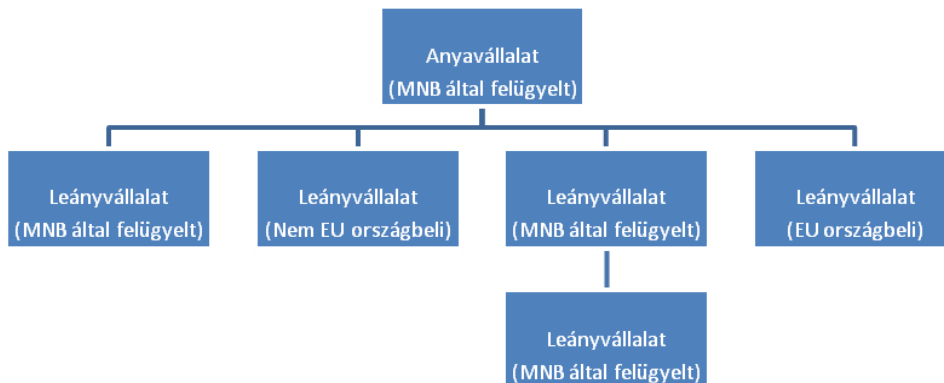 Anyavállalat
(MNB által felügyelt)
Leányvállalat
(MNB által felügyelt)
Leányvállalat
(Nem EU országbeli)
Leányvállalat
(MNB által felügyelt)
Leányvállalat
(EU országbeli)
Leányvállalat
(MNB által felügyelt)